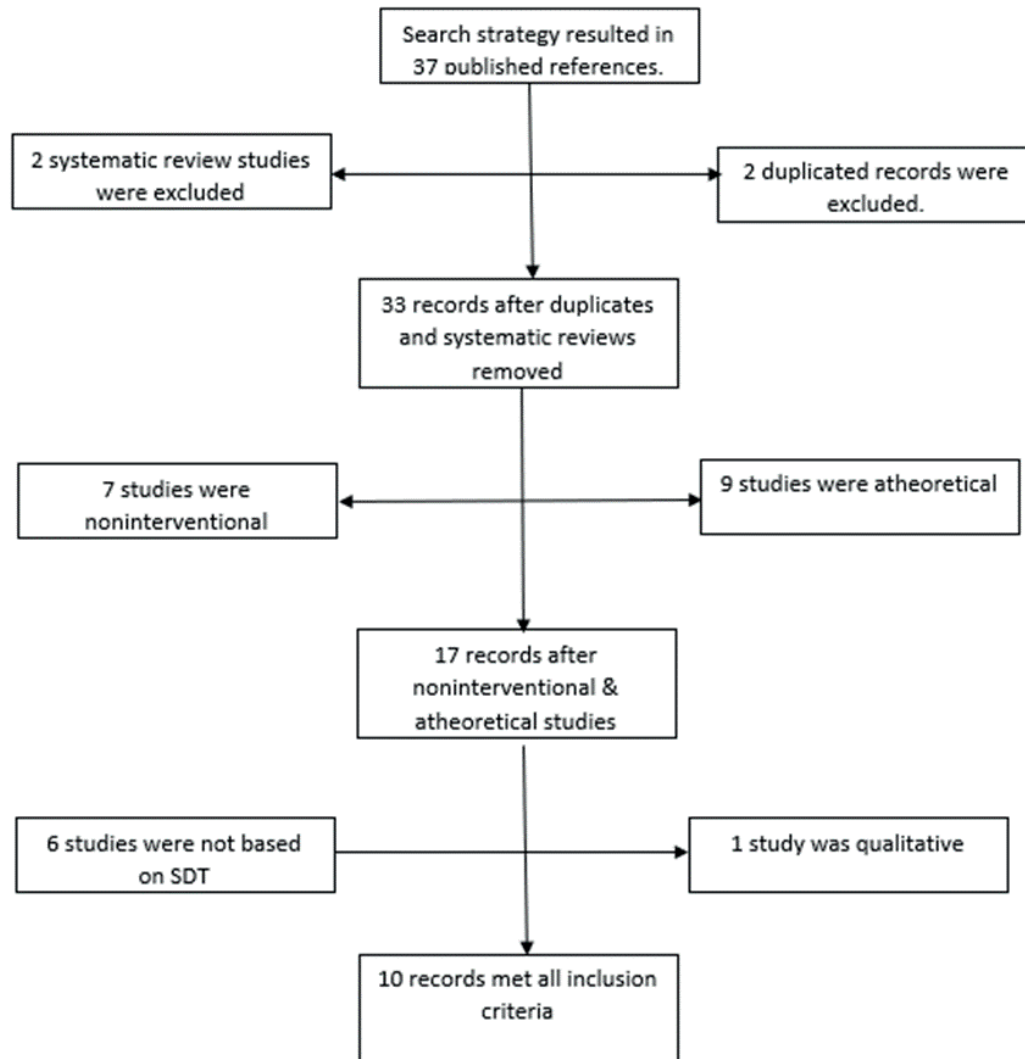 Search strategy resulted in
37 published references.
2 systematic review studies
were excluded
2 duplicated records were
excluded.
33 records after duplicates
and systematic reviews
removed
7 studies were
noninterventional
9 studies were atheoretical
17 records after
noninterventional &
atheoretical studies
6 studies were not based
on SDT
1 study was qualitative
10 records met all inclusion
criteria